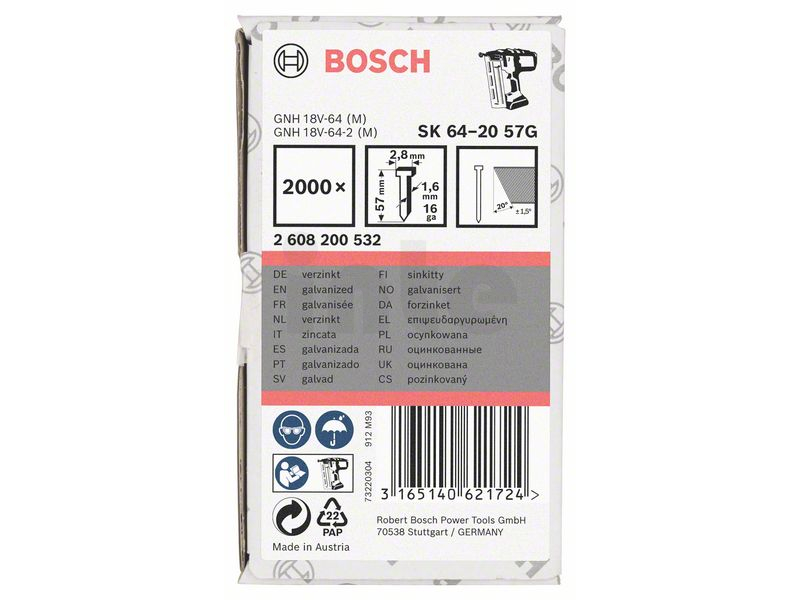 BOSCH
GNH 18V-64 (M)
GNH 18V-64-2 (M)
SK 64-20 57G
2000×
2,8mm
57 mm
1,6
mm
16
ga
20°
± 1,5°
2 608 200 532
DE verzinkt FI sinkitty
EN galvanized NO galvanisert
FR galvanisée DA forzinket
NL verzinkt EL επιψευδαργυρωμένη
IT zincata PL ocynkowana
ES galvanizada RU оцинкованные
PT galvanizado UK оцинкована
SV galvad CS pozinkovaný
912 M93
73220304
3 165140 621724 >
22
PAP
Robert Bosch Power Tools GmbH
70538 Stuttgart / GERMANY
Made in Austria